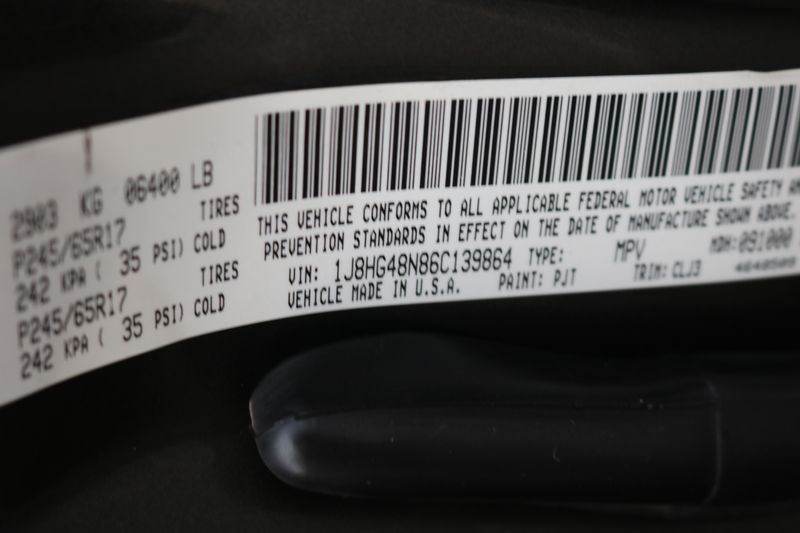 2903 KG 06400 LB
P245/65R17 TIRES
242 KPA ( 35 PSI) COLD
P245/65R17 TIRES
242 KPA ( 35 PSI) COLD
THIS VEHICLE CONFORMS TO ALL APPLICABLE FEDERAL MOTOR VEHICLE SAFETY
PREVENTION STANDARDS IN EFFECT ON THE DATE OF MANUFACTURE SHOWN ABOVE.
VIN: 1J8HG48N86C139864 TYPE: MPV MDH:091000
VEHICLE MADE IN U.S.A. PAINT: PJT TRIM: CLJ3